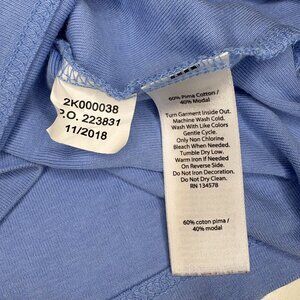 2K000038
P.O. 223831
11/2018
60% Pima Cotton /
40% Modal
Turn Garment Inside Out.
Machine Wash Cold.
Wash With Like Colors
Gentle Cycle.
Only Non Chlorine
Bleach When Needed.
Tumble Dry Low.
Warm Iron If Needed
On Reverse Side.
Do Not Iron Decoration.
Do Not Dry Clean.
RN 134578
60% coton pima /
40% modal